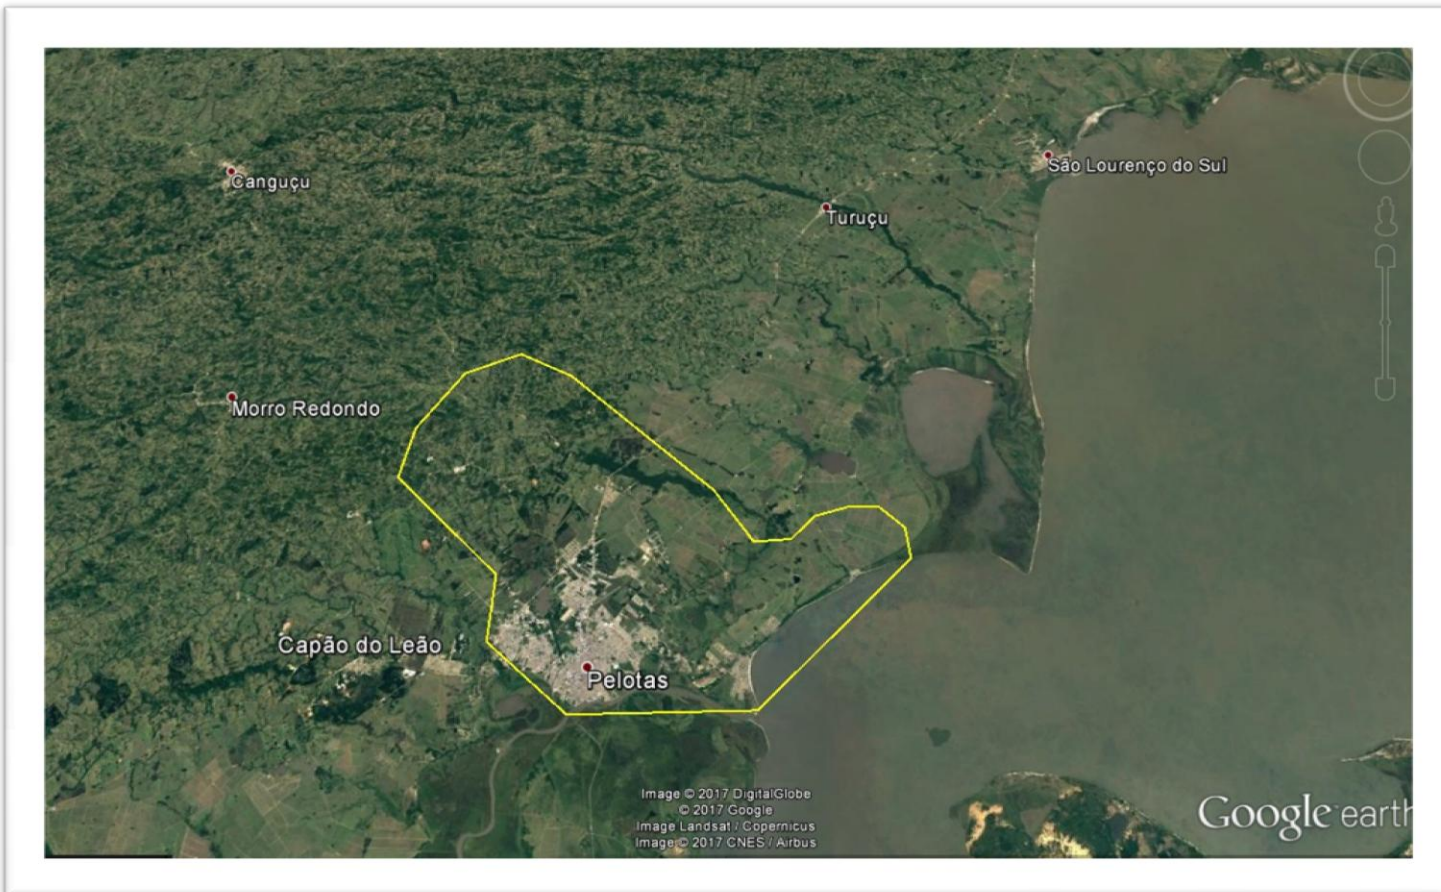 Canguçu
São Lourenço do Sul
Turuçu
Morro Redondo
Capão do Leão
Pelotas
Image © 2017 DigitalGlobe
© 2017 Google
Image Landsat / Copernicus
Image © 2017 CNES / Airbus
Google earth